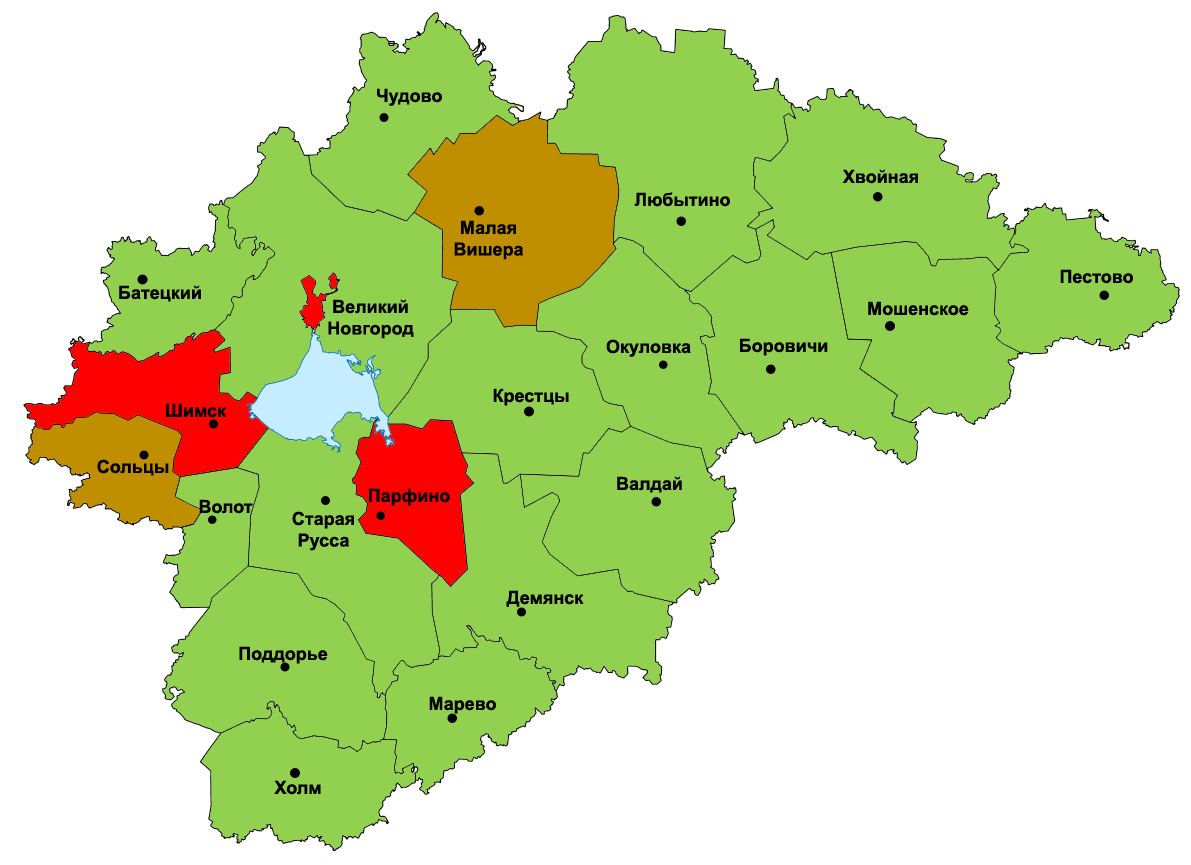 Чудово
Хвойная
Любытино
Малая
Вишера
Пестово
Батецкий
Великий
Новгород
Мошенское
Окуловка
Боровичи
Крестцы
Шимск
Сольцы
Валдай
Парфино
Волот
Старая
Русса
Демянск
Поддорье
Марево
Холм